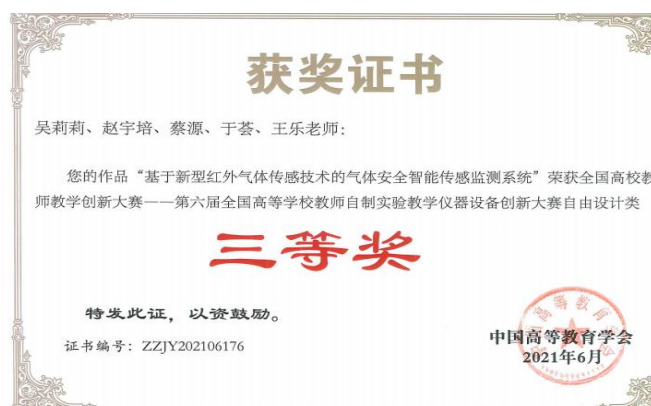 获奖证书
吴莉莉、赵宇培、蔡源、于荟、王乐老师：
您的作品“基于新型红外气体传感技术的气体安全智能传感监测系统”荣获全国高校教
师教学创新大赛——第六届全国高等学校教师自制实验教学仪器设备创新大赛自由设计类
三等奖
特发此证，以资鼓励。
证书编号：ZZJY202106176
中国高等教育学会
2021年6月